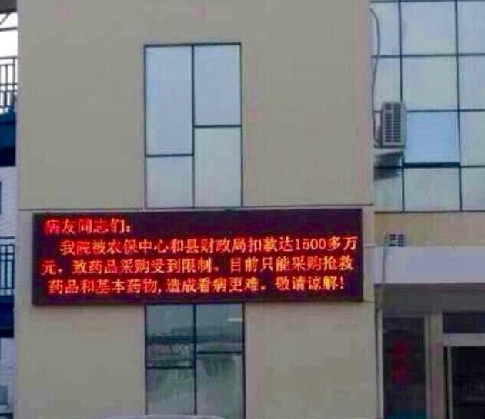 病友同志们：
我院被农保中心和县财政局扣款达1500多万
元，致药品采购受到限制。目前只能采购抢救
药品和基本药物,造成看病更难。敬请谅解!